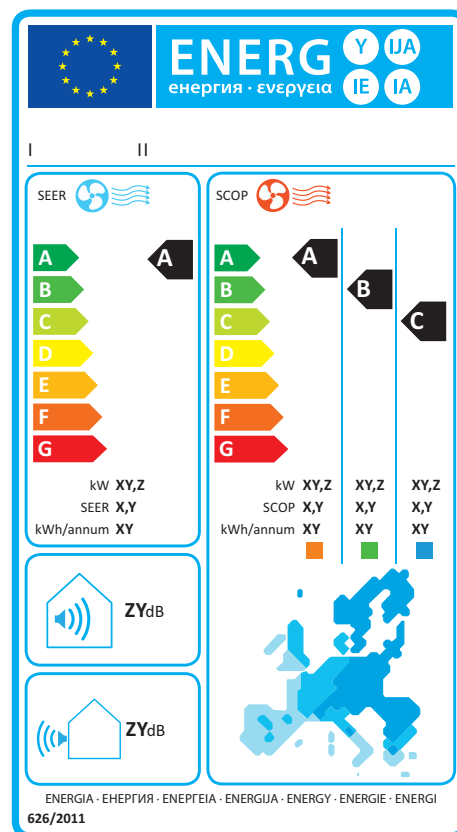 ENERG Y IJA
енергия · ενεργεια IE IA
I II
SEER
A
B
C
D
E
F
G
A
kW XY,Z
SEER X,Y
kWh/annum XY
SCOP
A
B
C
D
E
F
G
A
B
C
kW XY,Z XY,Z XY,Z
SCOP X,Y X,Y X,Y
kWh/annum XY XY XY
ZYdB
ZYdB
ENERGIA · ЕНЕРГИЯ · ΕΝΕΡΓΕΙΑ · ENERGIJA · ENERGY · ENERGIE · ENERGI
626/2011